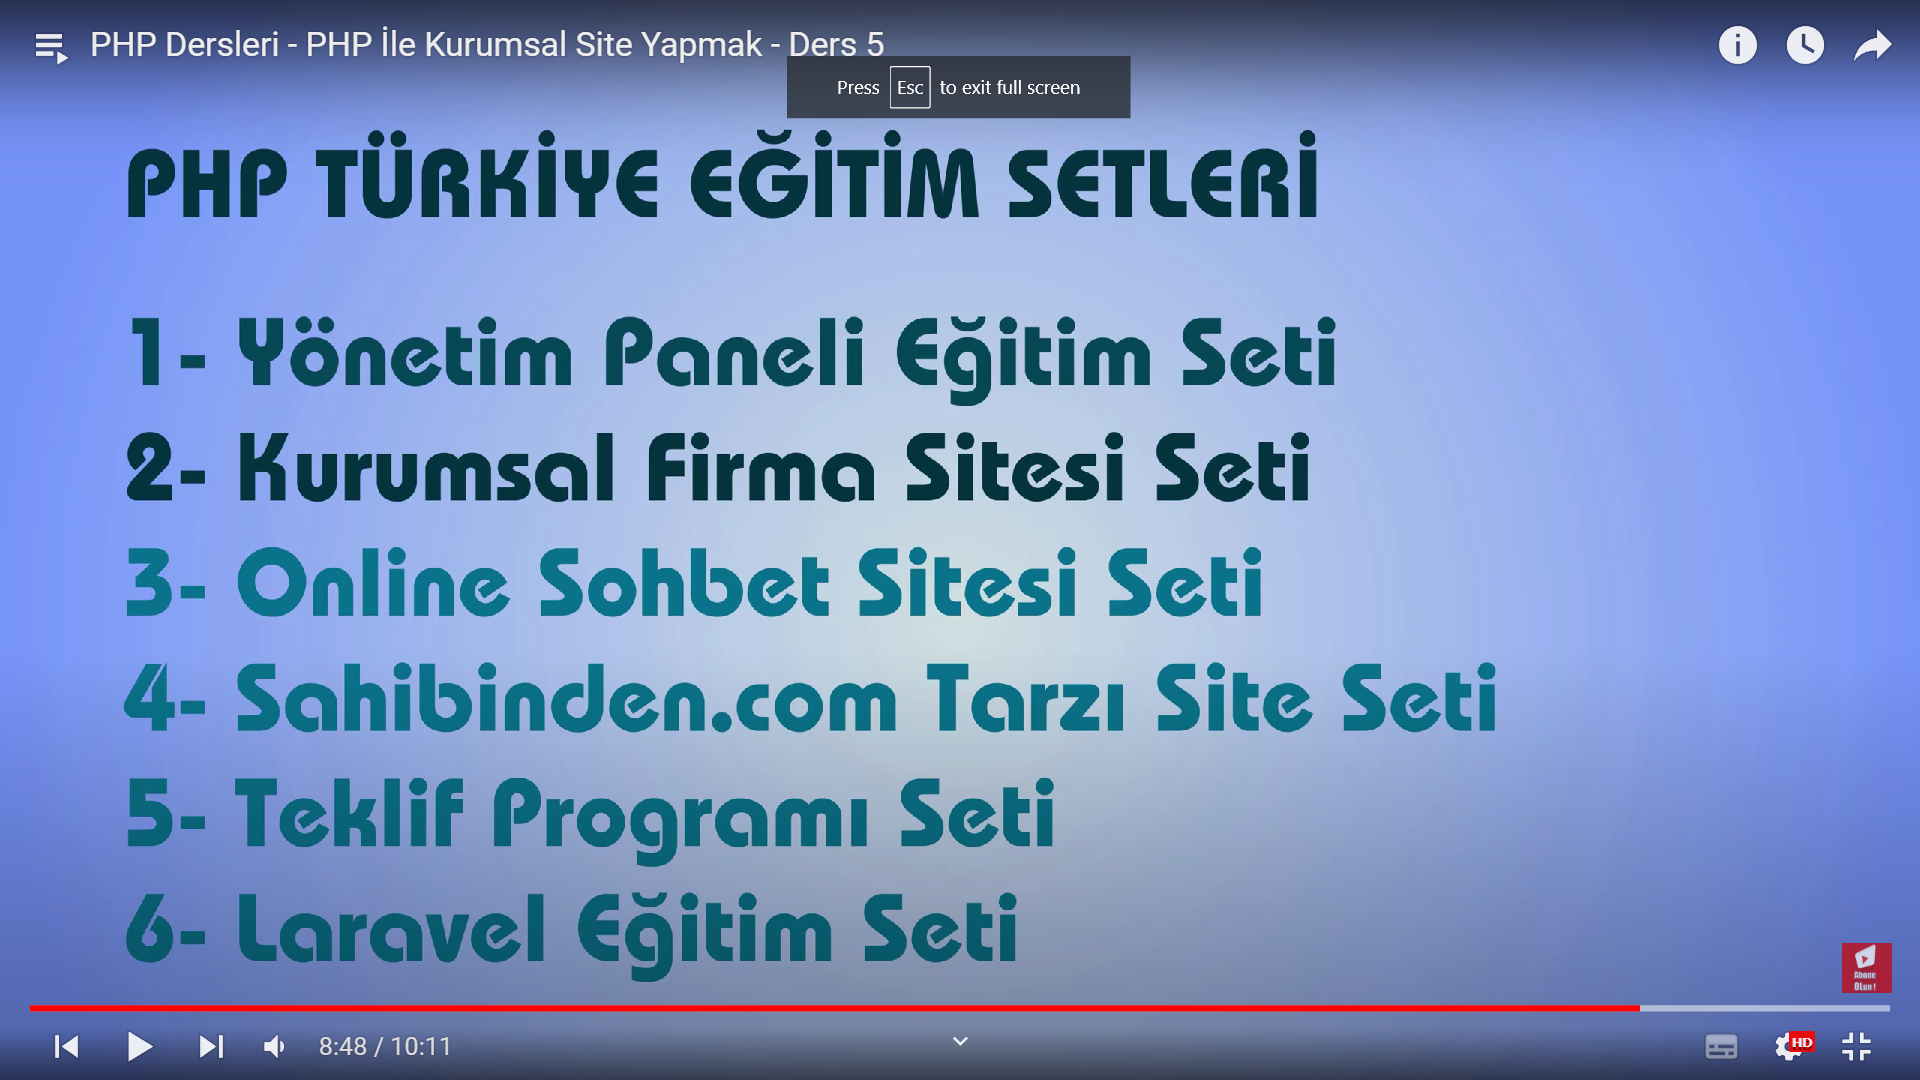 PHP Dersleri - PHP İle Kurumsal Site Yapmak - Ders 5
Press Esc to exit full screen
PHP TÜRKİYE EĞİTİM SETLERİ
1- Yönetim Paneli Eğitim Seti
2- Kurumsal Firma Sitesi Seti
3- Online Sohbet Sitesi Seti
4- Sahibinden.com Tarzı Site Seti
5- Teklif Programı Seti
6- Laravel Eğitim Seti
Abone
OLun !
8:48 / 10:11
HD